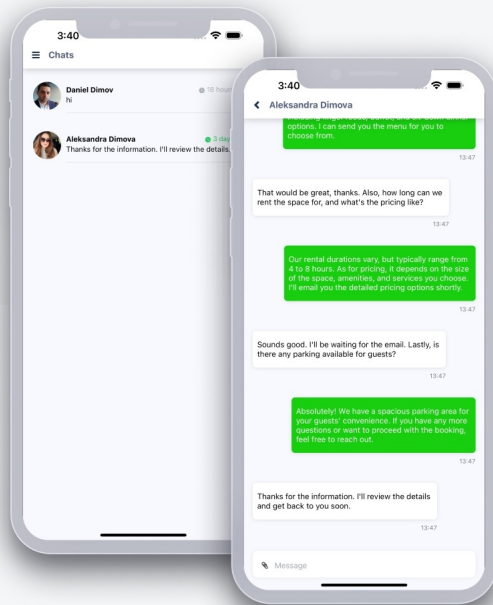 3:40
Chats
Daniel Dimov
18 hour
hi
Aleksandra Dimova
3 day
Thanks for the information. I'll review the details.
3:40
Aleksandra Dimova
options. I can send you the menu for you to
choose from.
13:47
That would be great, thanks. Also, how long can we
rent the space for, and what's the pricing like?
13:47
Our rental durations vary, but typically range from
4 to 8 hours. As for pricing, it depends on the size
of the space, amenities, and services you choose.
I'll email you the detailed pricing options shortly.
13:47
Sounds good. I'll be waiting for the email. Lastly, is
there any parking available for guests?
13:47
Absolutely! We have a spacious parking area for
your guests' convenience. If you have any more
questions or want to proceed with the booking,
feel free to reach out.
13:47
Thanks for the information. I'll review the details
and get back to you soon.
13:47
Message